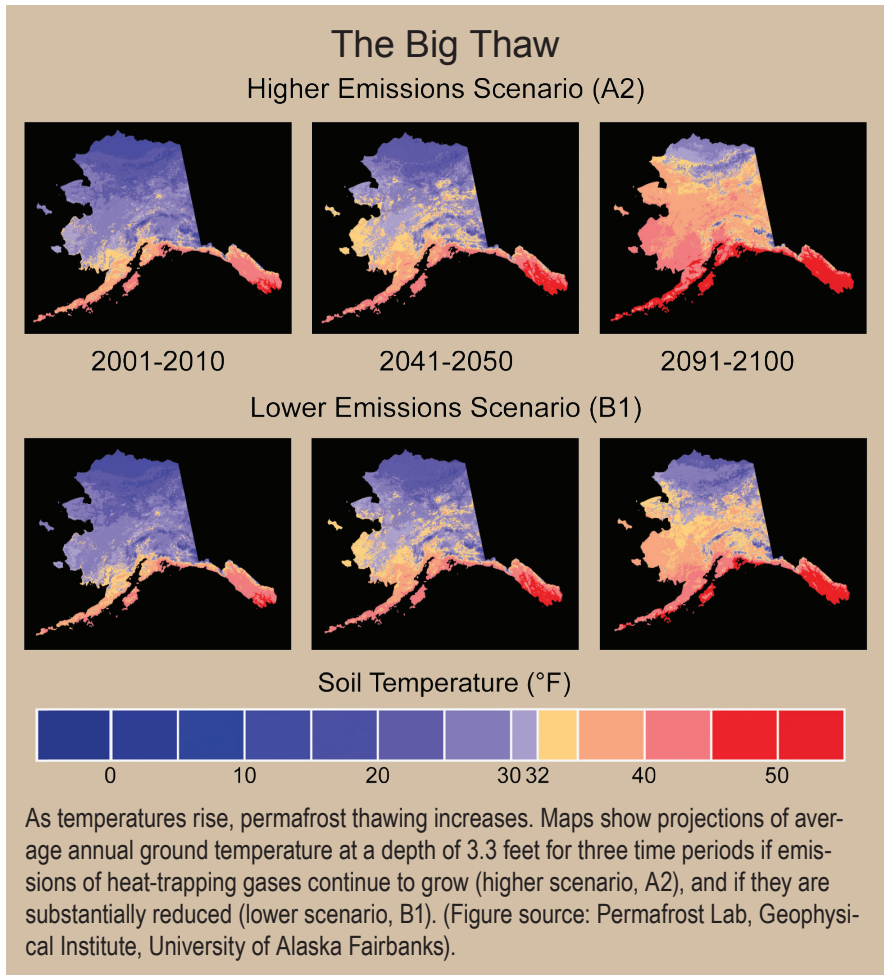 The Big Thaw
Higher Emissions Scenario (A2)
2001-2010 2041-2050 2091-2100
Lower Emissions Scenario (B1)
Soil Temperature (°F)
0 10 20 30 32 40 50
As temperatures rise, permafrost thawing increases. Maps show projections of aver-
age annual ground temperature at a depth of 3.3 feet for three time periods if emis-
sions of heat-trapping gases continue to grow (higher scenario, A2), and if they are
substantially reduced (lower scenario, B1). (Figure source: Permafrost Lab, Geophysi-
cal Institute, University of Alaska Fairbanks).